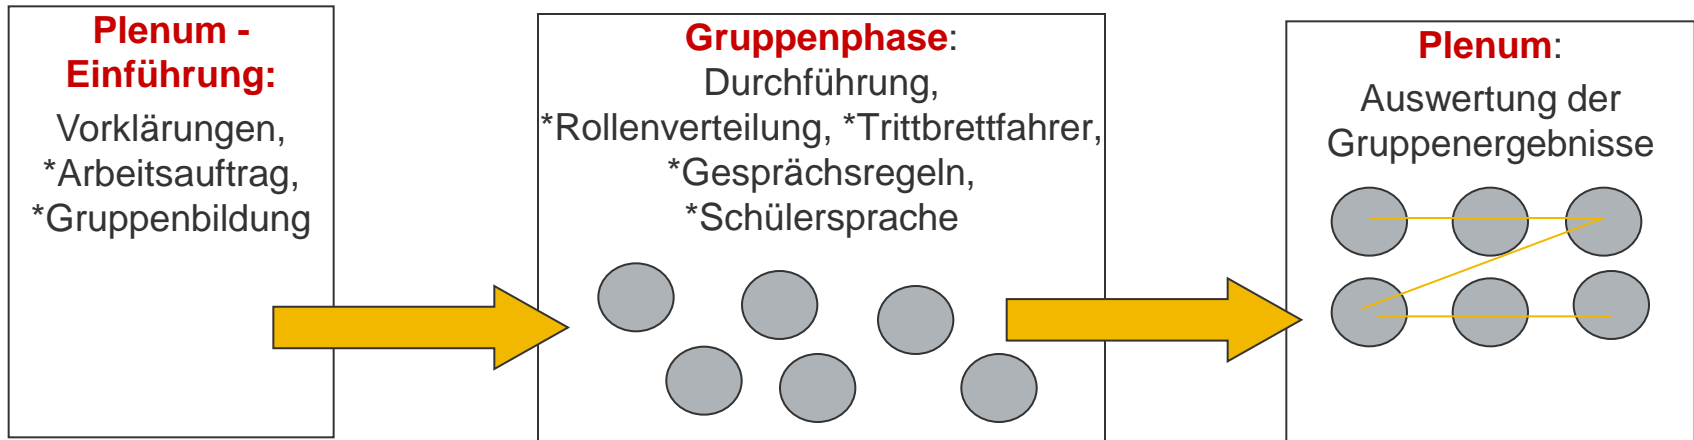 Plenum -
Einführung:
Vorklärungen,
*Arbeitsauftrag,
*Gruppenbildung
Gruppenphase:
Durchführung,
*Rollenverteilung, *Trittbrettfahrer,
*Gesprächsregeln,
*Schülersprache
Plenum:
Auswertung der
Gruppenergebnisse